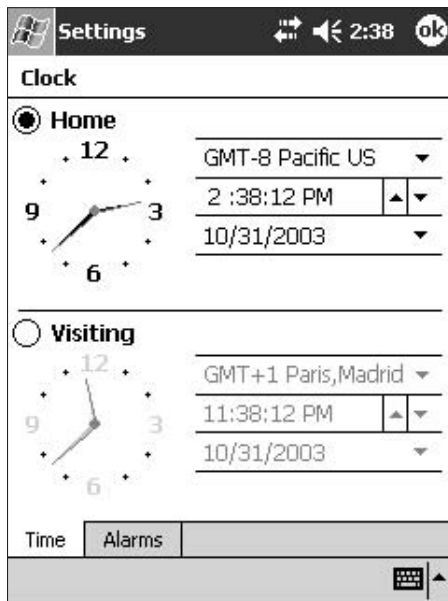 Settings 2:38 ok
Clock
Home
12
9 3
6
GMT-8 Pacific US
2 :38:12 PM
10/31/2003
Visiting
12
9 3
6
GMT+1 Paris,Madrid
11:38:12 PM
10/31/2003
Time Alarms